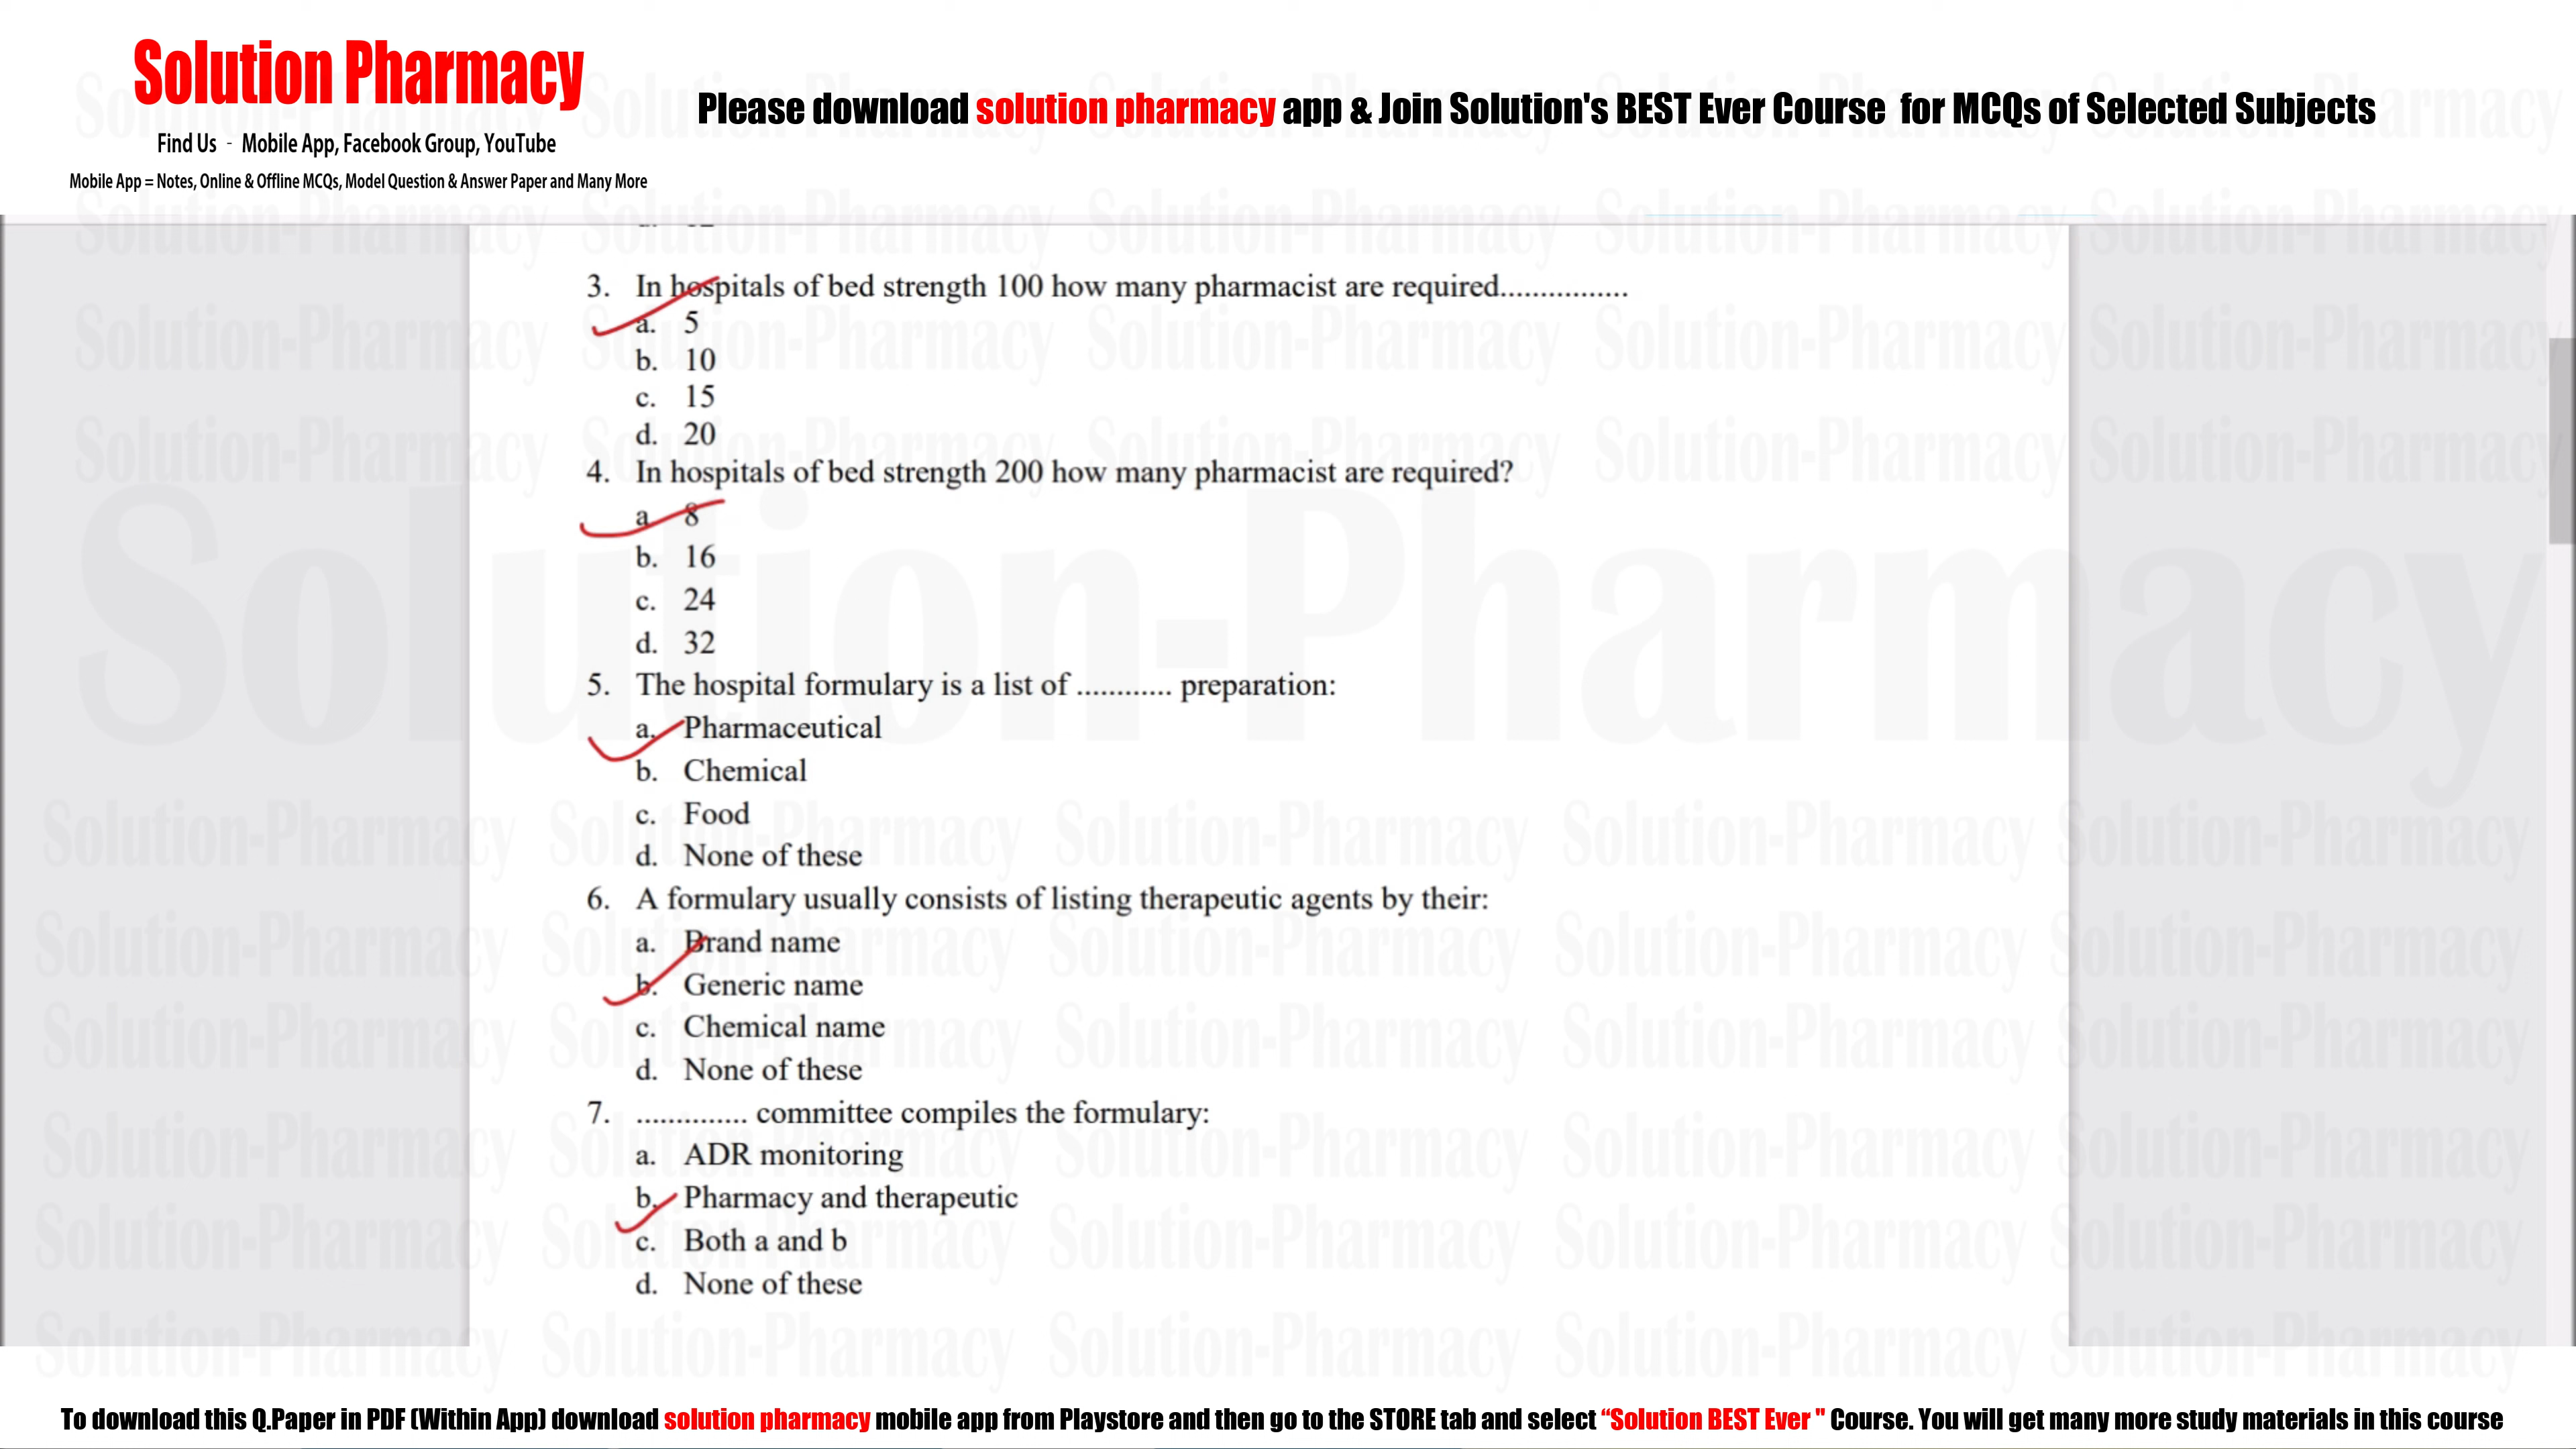 Solution Pharmacy
Find Us - Mobile App, Facebook Group, YouTube
Mobile App = Notes, Online & Offline MCQs, Model Question & Answer Paper and Many More
Please download solution pharmacy app & Join Solution's BEST Ever Course for MCQs of Selected Subjects
3. In hospitals of bed strength 100 how many pharmacist are required................
a. 5
b. 10
c. 15
d. 20
4. In hospitals of bed strength 200 how many pharmacist are required?
a. 8
b. 16
c. 24
d. 32
5. The hospital formulary is a list of ............ preparation:
a. Pharmaceutical
b. Chemical
c. Food
d. None of these
6. A formulary usually consists of listing therapeutic agents by their:
a. Brand name
b. Generic name
c. Chemical name
d. None of these
7. .............. committee compiles the formulary:
a. ADR monitoring
b. Pharmacy and therapeutic
c. Both a and b
d. None of these
Solution-Pharmacy
To download this Q.Paper in PDF (Within App) download solution pharmacy mobile app from Playstore and then go to the STORE tab and select “Solution BEST Ever " Course. You will get many more study materials in this course